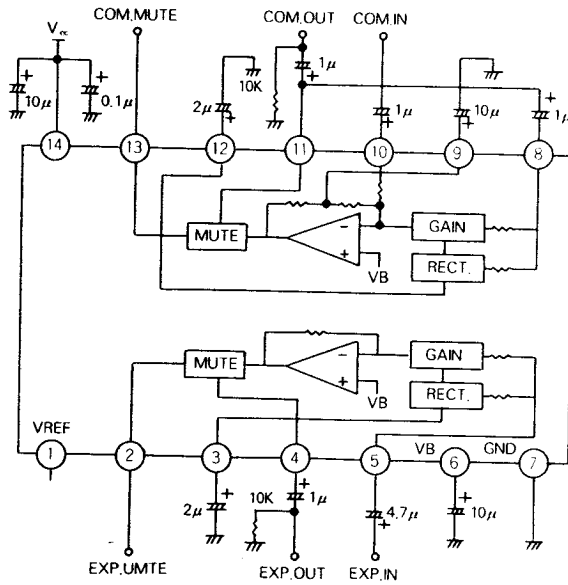 COM.MUTE
COM.OUT
COM.IN
Vcc
+
+
10μ
0.1μ
2μ
+
10K
+
1μ
1μ
+
10μ
+
+
1μ
14
13
12
11
10
9
8
MUTE
−
+
VB
GAIN
RECT.
MUTE
−
+
VB
GAIN
RECT.
VREF
VB
GND
1
2
3
4
5
6
7
2μ
+
10K
+
1μ
4.7μ
+
+
10μ
EXP.UMTE
EXP.OUT
EXP.IN